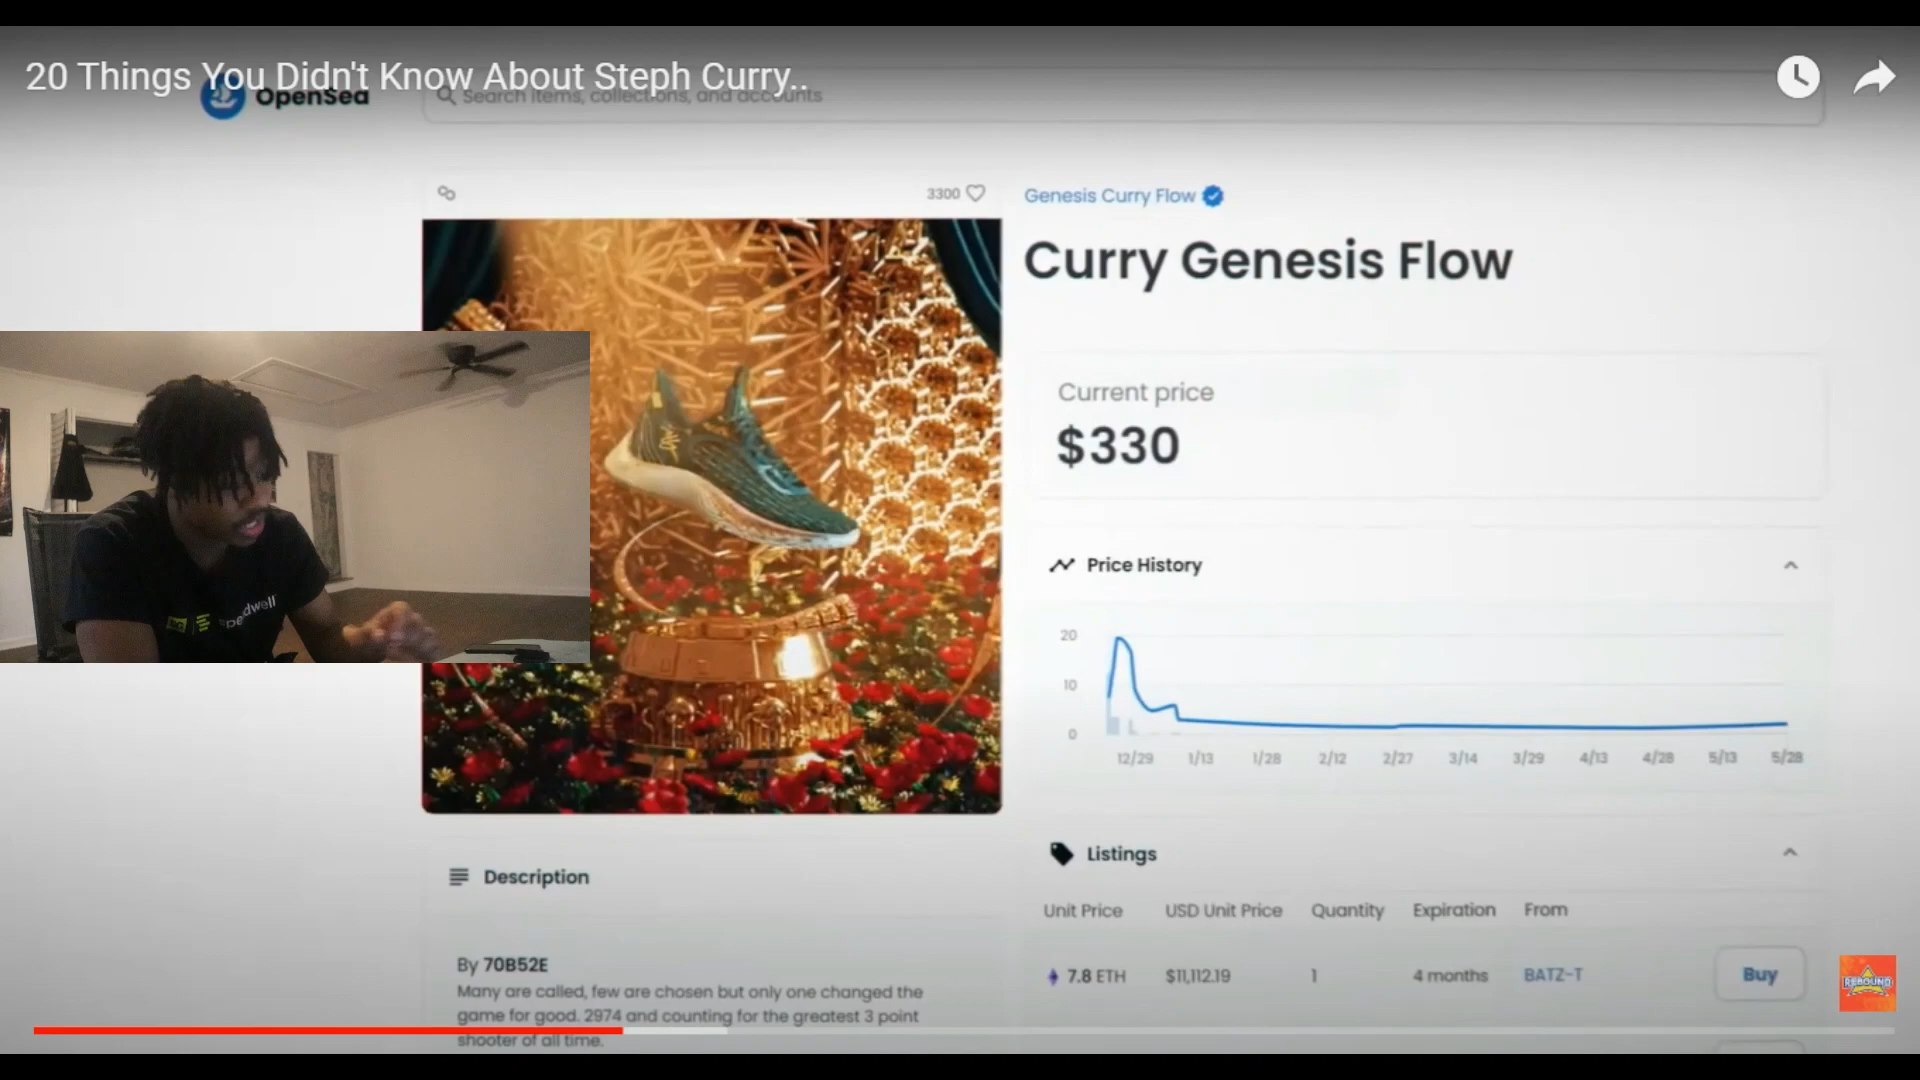 20 Things You Didn't Know About Steph Curry..
OpenSea
Search items, collections, and accounts
3300
Genesis Curry Flow
Curry Genesis Flow
Current price
$330
Price History
20
10
0
12/29 1/13 1/28 2/12 2/27 3/14 3/29 4/13 4/28 5/13 5/28
Listings
Unit Price USD Unit Price Quantity Expiration From
7.8 ETH $11,112.19 1 4 months BATZ-T Buy
Description
By 70B52E
Many are called, few are chosen but only one changed the
game for good. 2974 and counting for the greatest 3 point
shooter of all time.
REBOUND